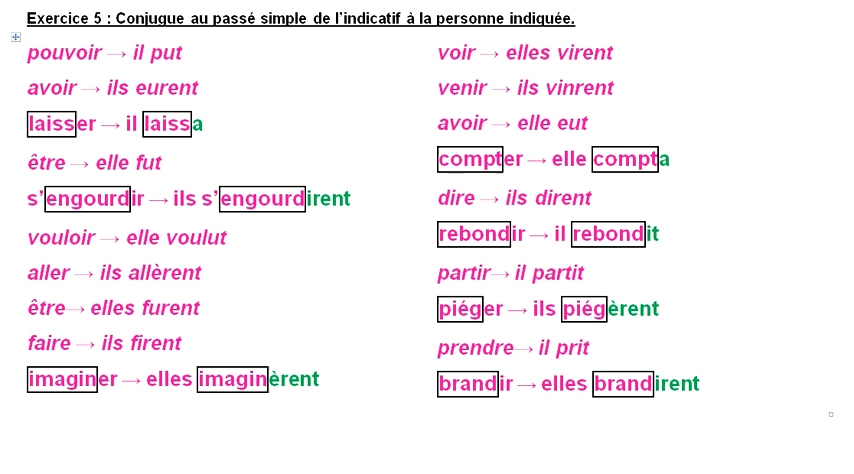 Exercice 5 : Conjugue au passé simple de l'indicatif à la personne indiquée.
pouvoir → il put
avoir → ils eurent
laisser → il laissa
être → elle fut
s'engourdir → ils s'engourdirent
vouloir → elle voulut
aller → ils allèrent
être → elles furent
faire → ils firent
imaginer → elles imaginèrent
voir → elles virent
venir → ils vinrent
avoir → elle eut
compter → elle compta
dire → ils dirent
rebondir → il rebondit
partir → il partit
piéger → ils piégèrent
prendre → il prit
brandir → elles brandirent